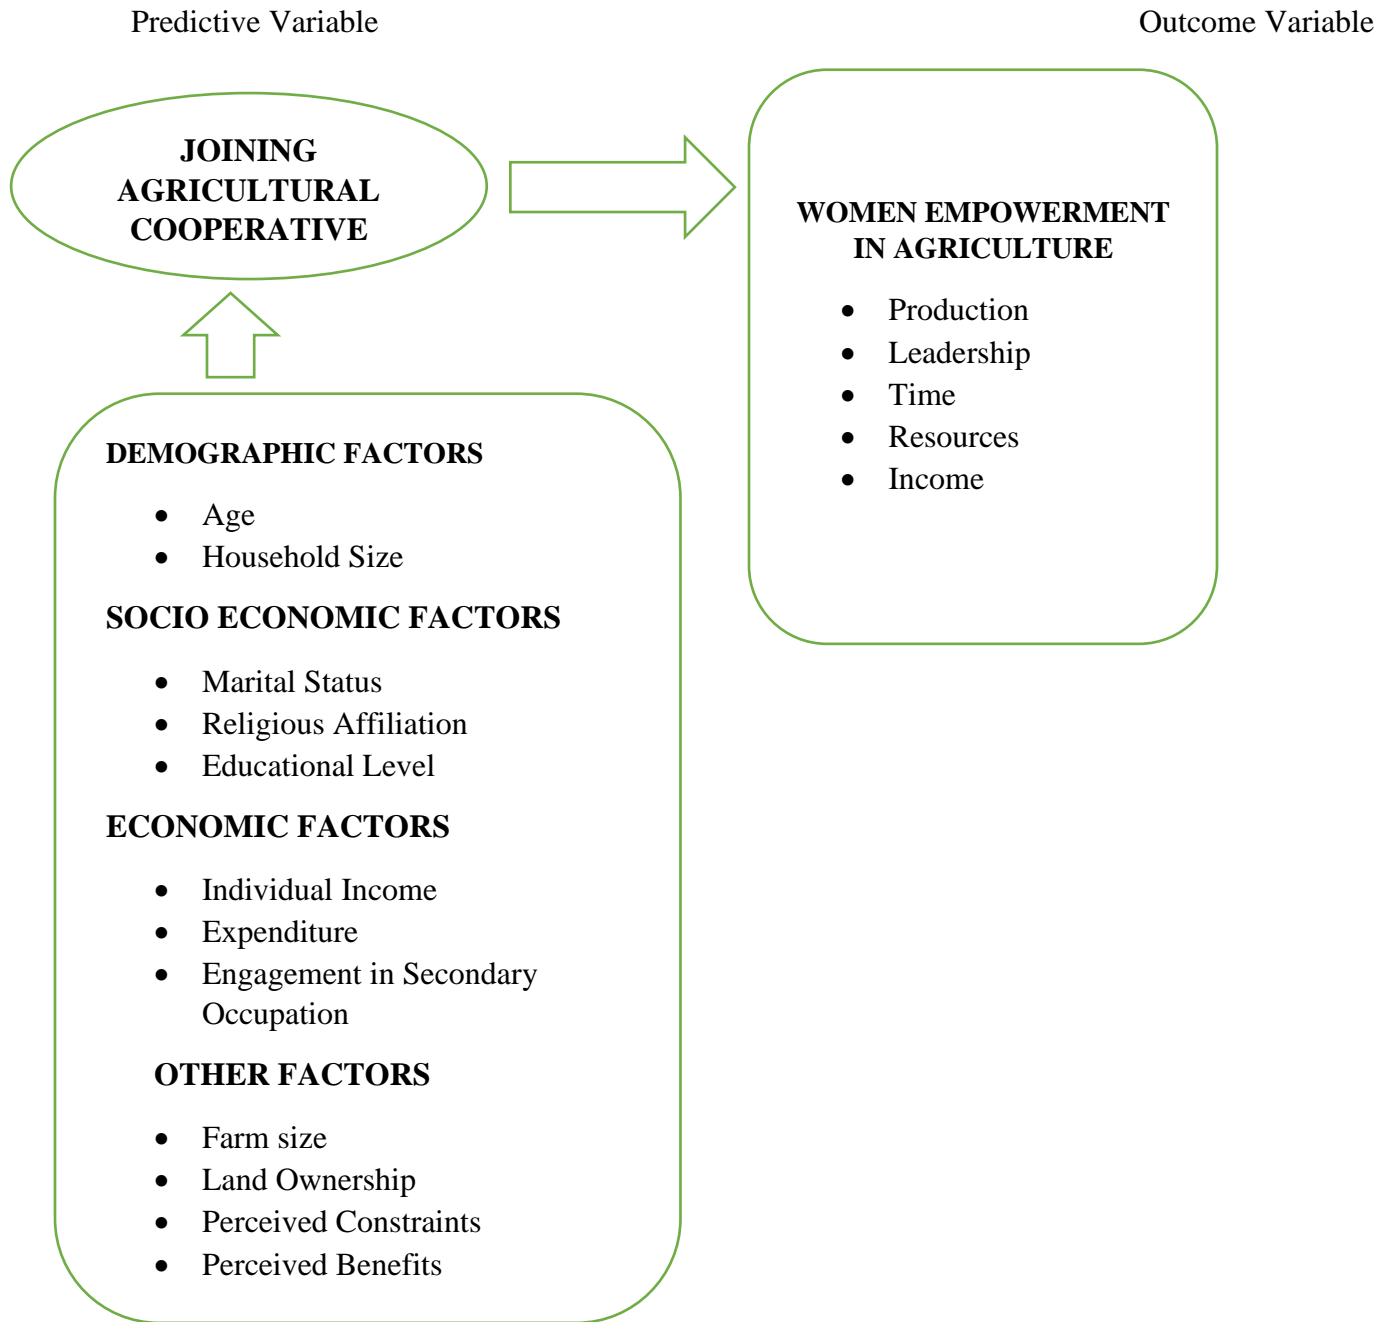 Predictive Variable
Outcome Variable
JOINING
AGRICULTURAL
COOPERATIVE
WOMEN EMPOWERMENT
IN AGRICULTURE
• Production
• Leadership
• Time
• Resources
• Income
DEMOGRAPHIC FACTORS
• Age
• Household Size
SOCIO ECONOMIC FACTORS
• Marital Status
• Religious Affiliation
• Educational Level
ECONOMIC FACTORS
• Individual Income
• Expenditure
• Engagement in Secondary
Occupation
OTHER FACTORS
• Farm size
• Land Ownership
• Perceived Constraints
• Perceived Benefits